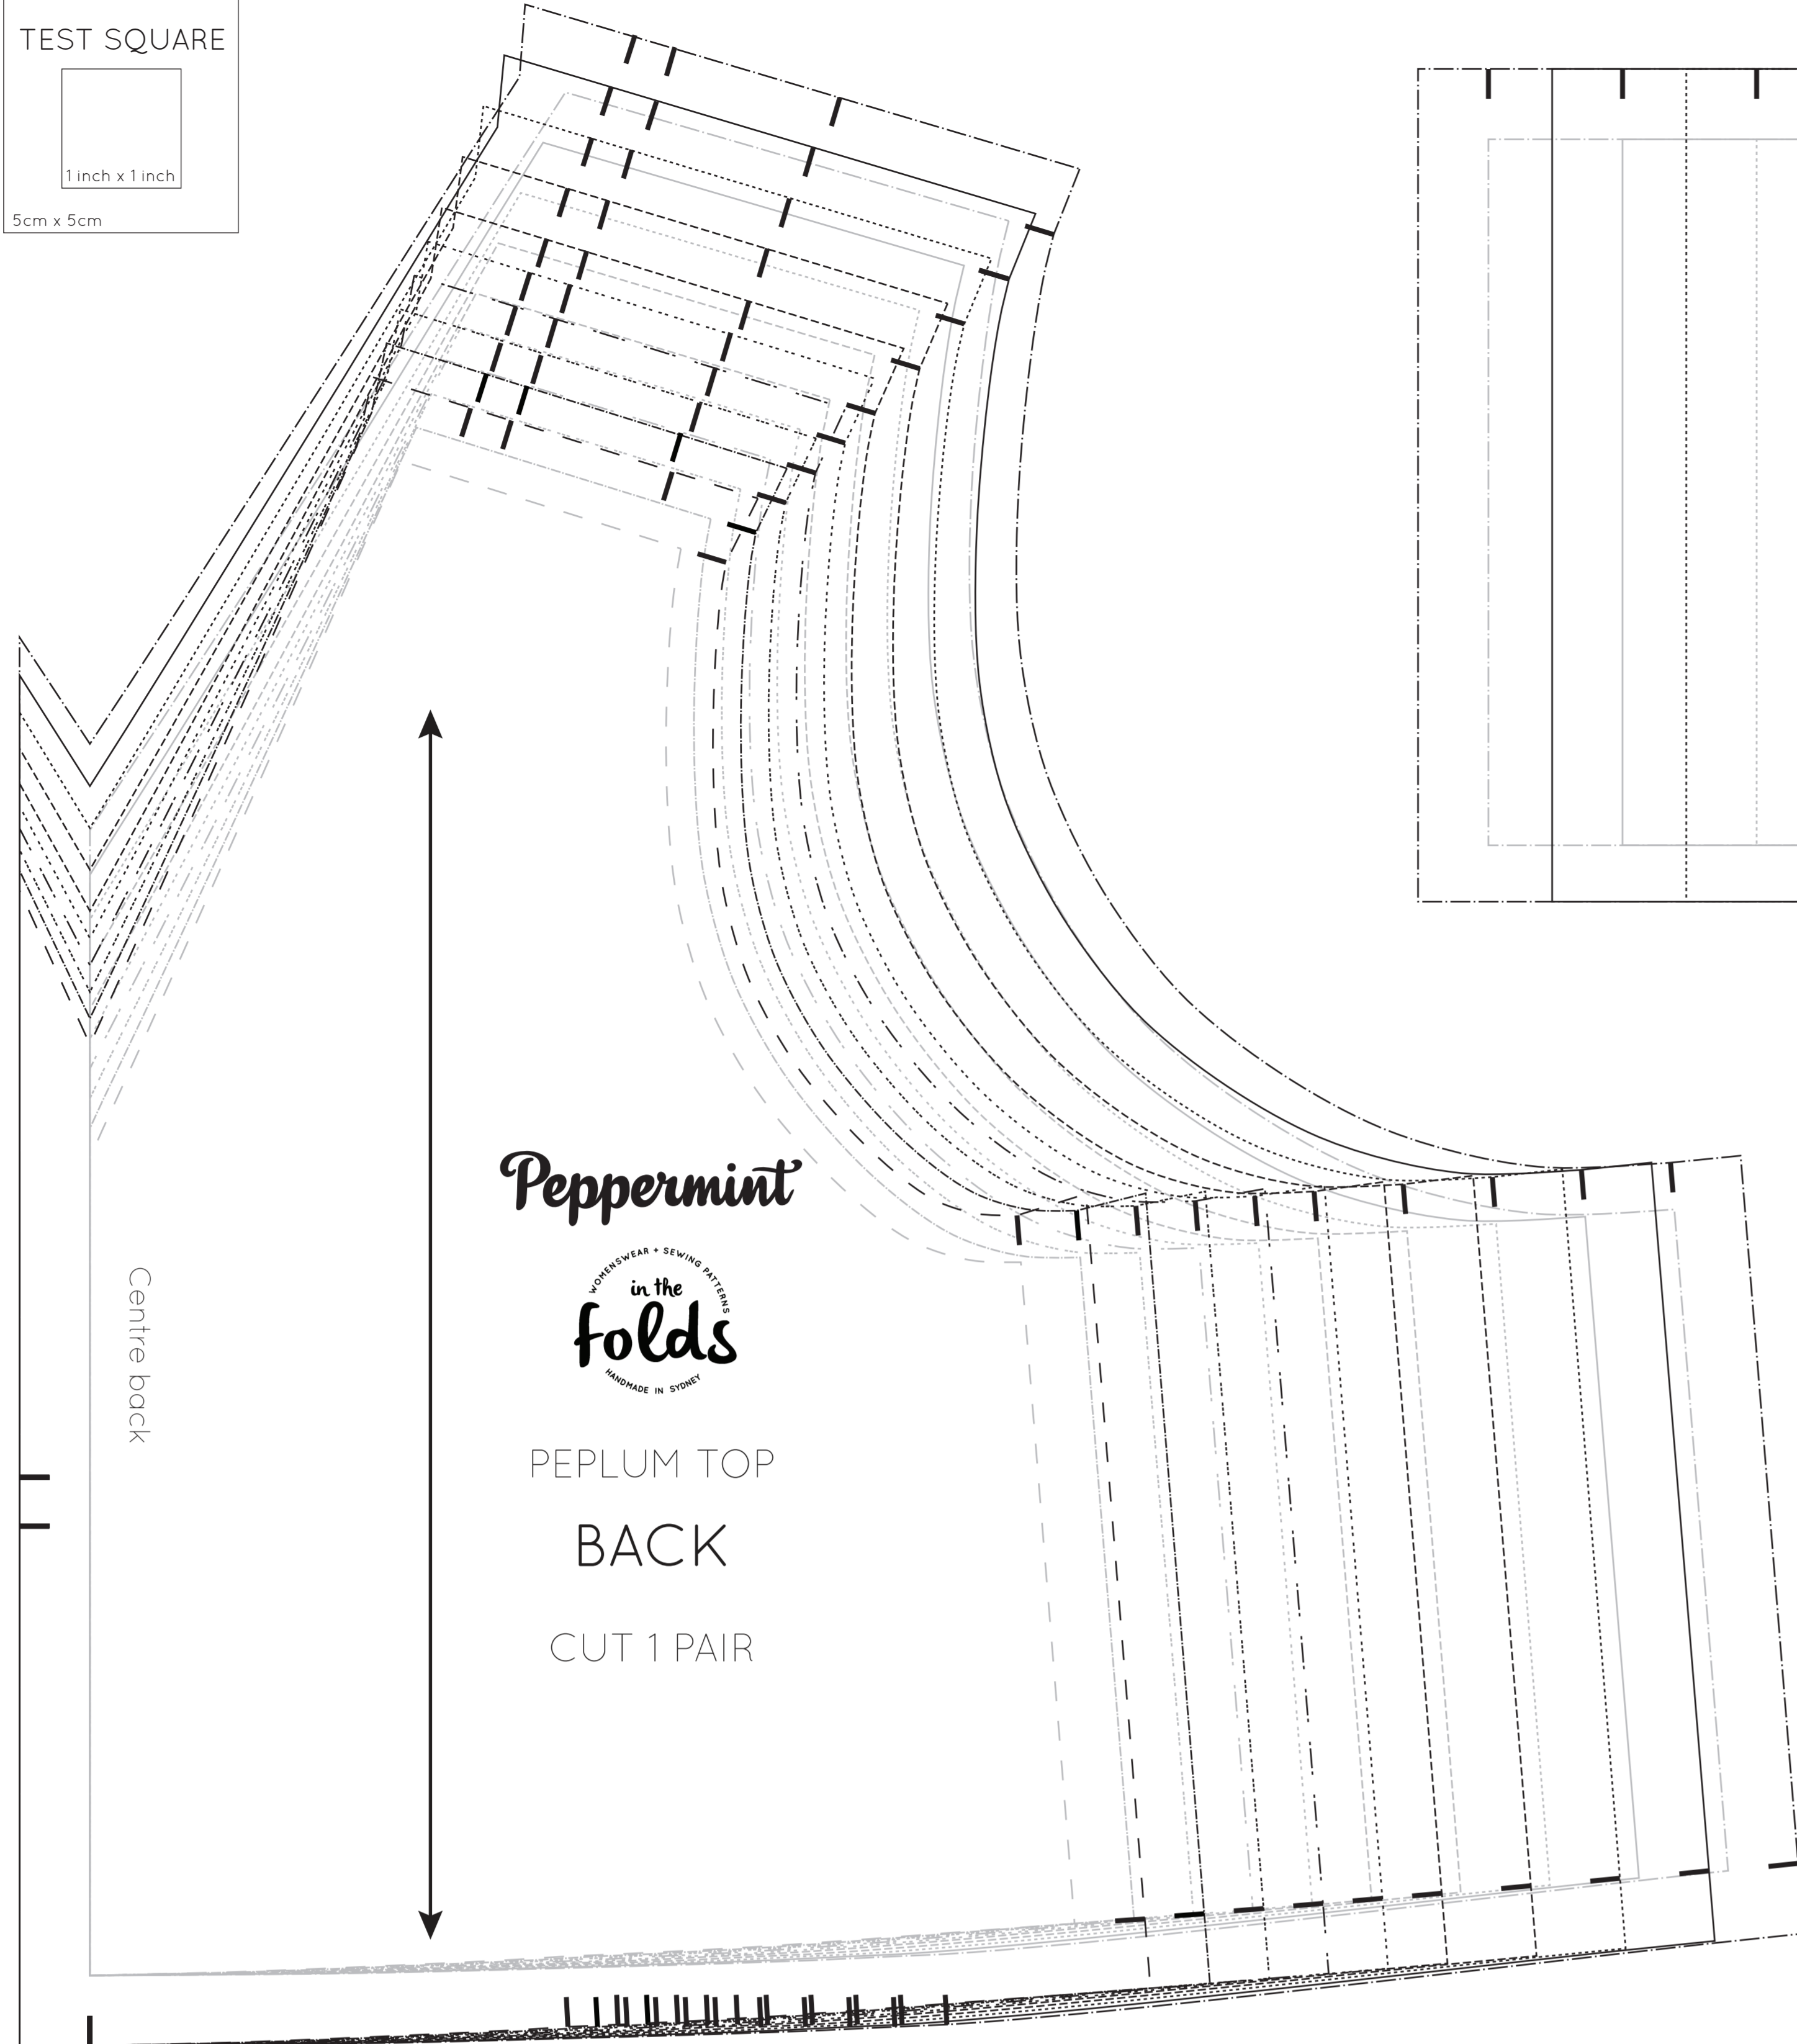 TEST SQUARE
1 inch x 1 inch
5cm x 5cm
Centre back
Peppermint
WOMENSWEAR + SEWING PATTERNS
in the
folds
HANDMADE IN SYDNEY
PEPLUM TOP
BACK
CUT 1 PAIR